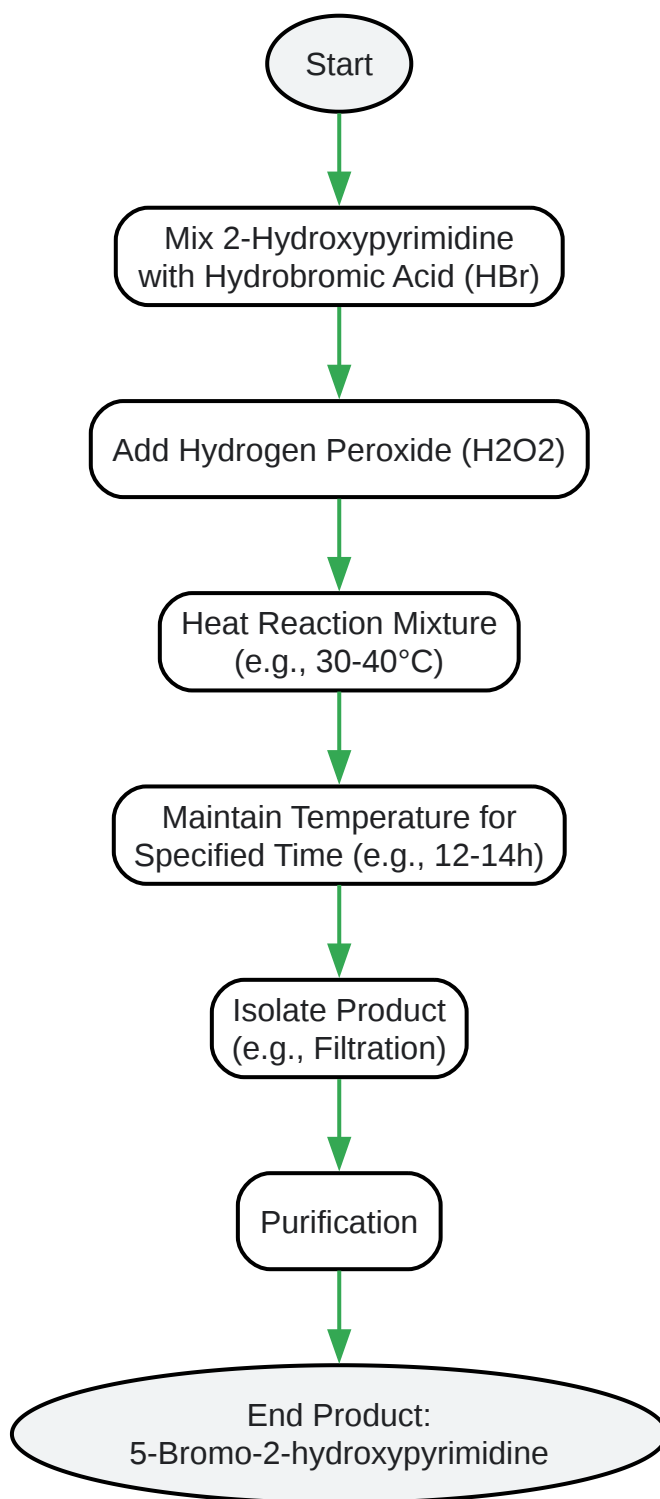 Start
Mix 2-Hydroxypyrimidine
with Hydrobromic Acid (HBr)
Add Hydrogen Peroxide (H2O2)
Heat Reaction Mixture
(e.g., 30-40°C)
Maintain Temperature for
Specified Time (e.g., 12-14h)
Isolate Product
(e.g., Filtration)
Purification
End Product:
5-Bromo-2-hydroxypyrimidine